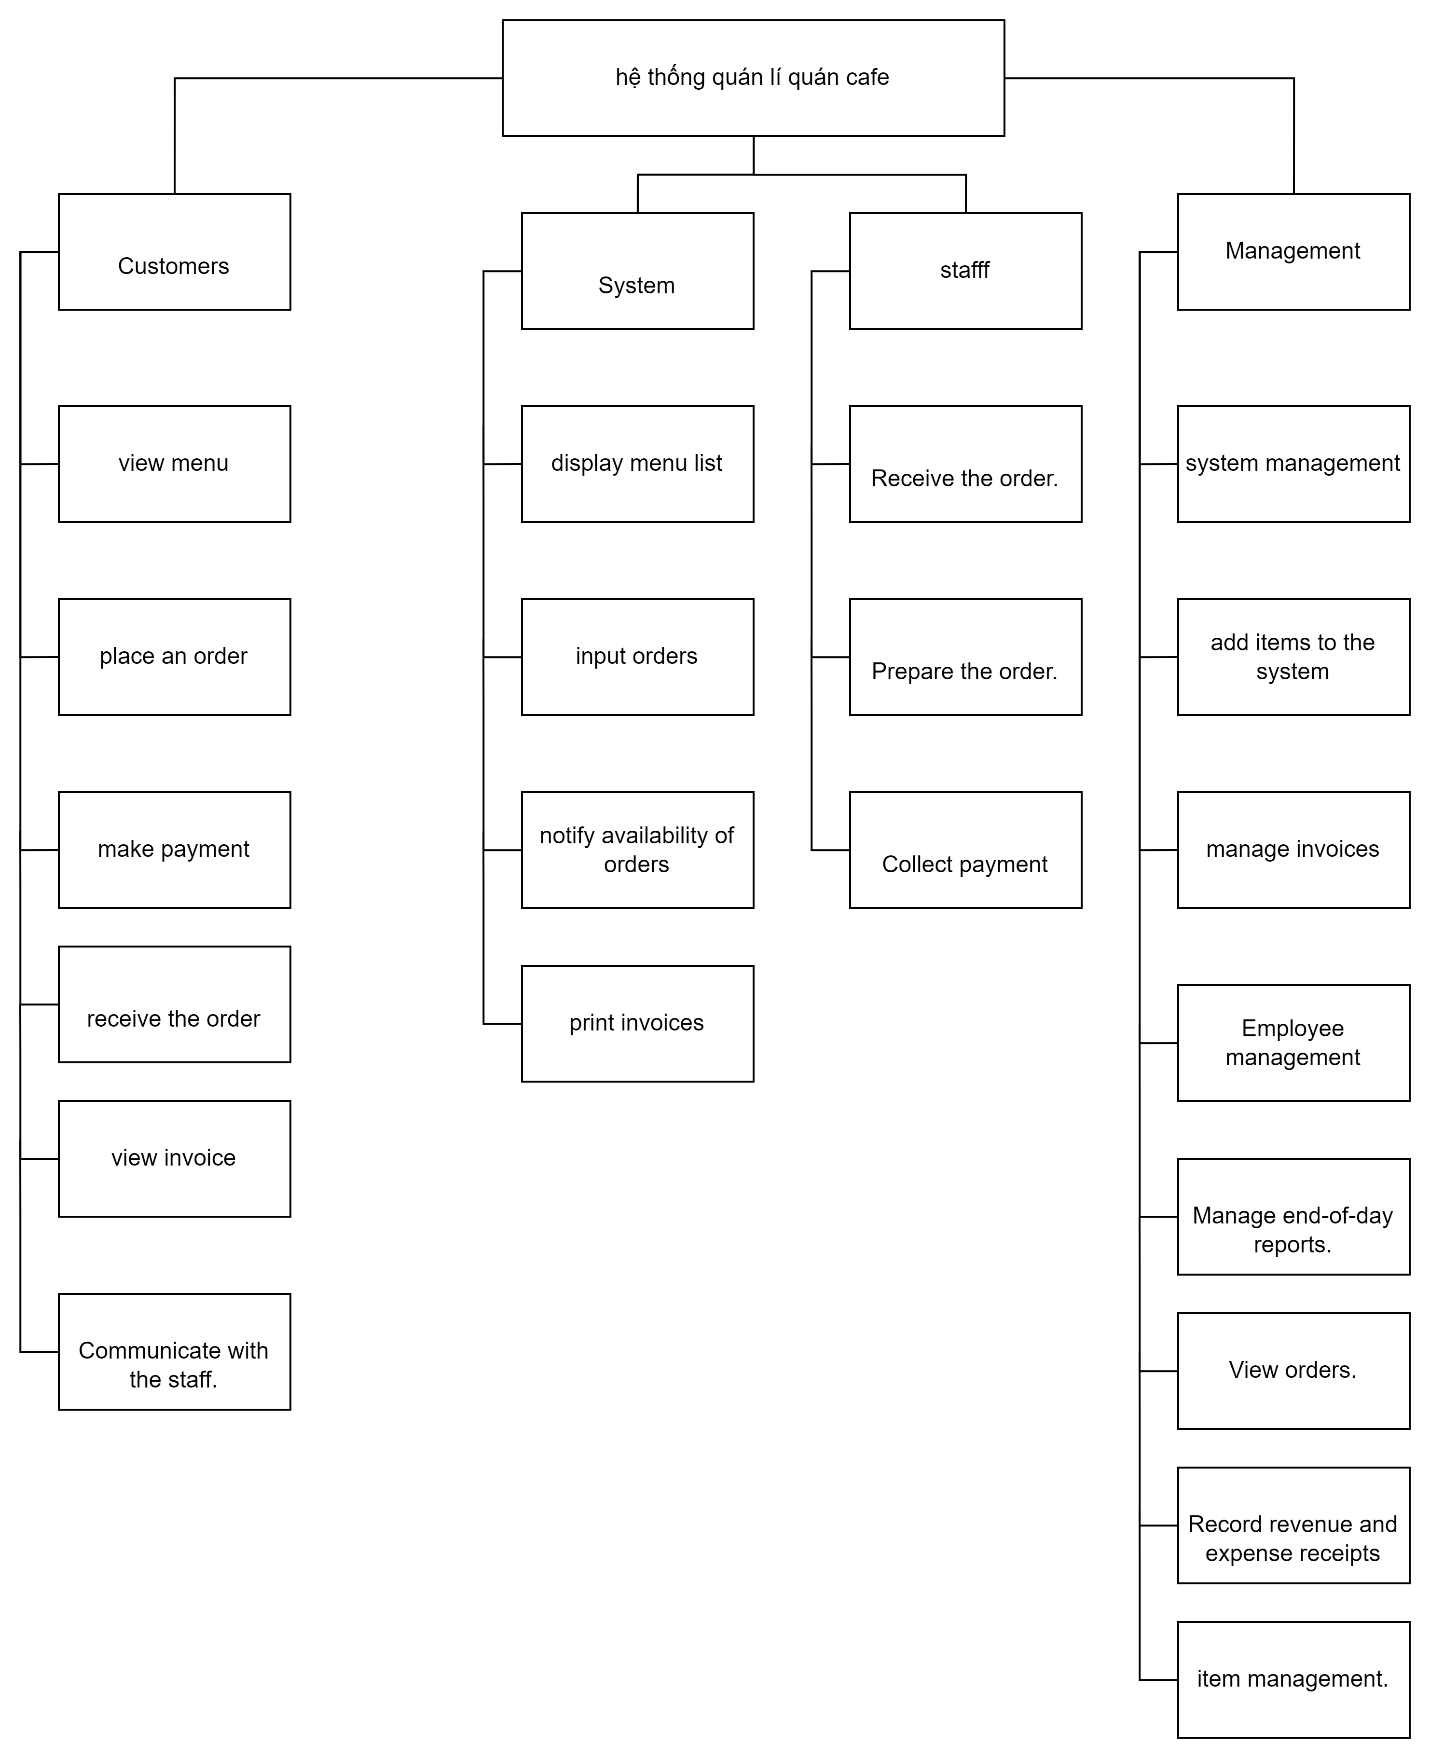 hệ thống quán lí quán cafe
Customers
view menu
place an order
make payment
receive the order
view invoice
Communicate with
the staff.
System
display menu list
input orders
notify availability of
orders
print invoices
stafff
Receive the order.
Prepare the order.
Collect payment
Management
system management
add items to the
system
manage invoices
Employee
management
Manage end-of-day
reports.
View orders.
Record revenue and
expense receipts
item management.